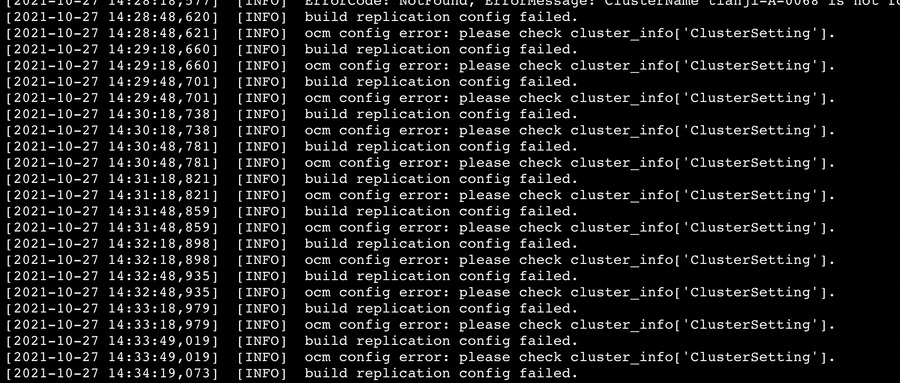 [2021-10-27 14:28:18,577]  [INFO]  ErrorCode: NotFound, ErrorMessage: ClusterName tianji-A-0068 is not
[2021-10-27 14:28:48,620]  [INFO]  build replication config failed.
[2021-10-27 14:28:48,621]  [INFO]  ocm config error: please check cluster_info['ClusterSetting'].
[2021-10-27 14:29:18,660]  [INFO]  build replication config failed.
[2021-10-27 14:29:18,660]  [INFO]  ocm config error: please check cluster_info['ClusterSetting'].
[2021-10-27 14:29:48,701]  [INFO]  build replication config failed.
[2021-10-27 14:29:48,701]  [INFO]  ocm config error: please check cluster_info['ClusterSetting'].
[2021-10-27 14:30:18,738]  [INFO]  build replication config failed.
[2021-10-27 14:30:18,738]  [INFO]  ocm config error: please check cluster_info['ClusterSetting'].
[2021-10-27 14:30:48,781]  [INFO]  build replication config failed.
[2021-10-27 14:30:48,781]  [INFO]  ocm config error: please check cluster_info['ClusterSetting'].
[2021-10-27 14:31:18,821]  [INFO]  build replication config failed.
[2021-10-27 14:31:18,821]  [INFO]  ocm config error: please check cluster_info['ClusterSetting'].
[2021-10-27 14:31:48,859]  [INFO]  build replication config failed.
[2021-10-27 14:31:48,859]  [INFO]  ocm config error: please check cluster_info['ClusterSetting'].
[2021-10-27 14:32:18,898]  [INFO]  build replication config failed.
[2021-10-27 14:32:18,898]  [INFO]  ocm config error: please check cluster_info['ClusterSetting'].
[2021-10-27 14:32:48,935]  [INFO]  build replication config failed.
[2021-10-27 14:32:48,935]  [INFO]  ocm config error: please check cluster_info['ClusterSetting'].
[2021-10-27 14:33:18,979]  [INFO]  build replication config failed.
[2021-10-27 14:33:18,979]  [INFO]  ocm config error: please check cluster_info['ClusterSetting'].
[2021-10-27 14:33:49,019]  [INFO]  build replication config failed.
[2021-10-27 14:33:49,019]  [INFO]  ocm config error: please check cluster_info['ClusterSetting'].
[2021-10-27 14:34:19,073]  [INFO]  build replication config failed.